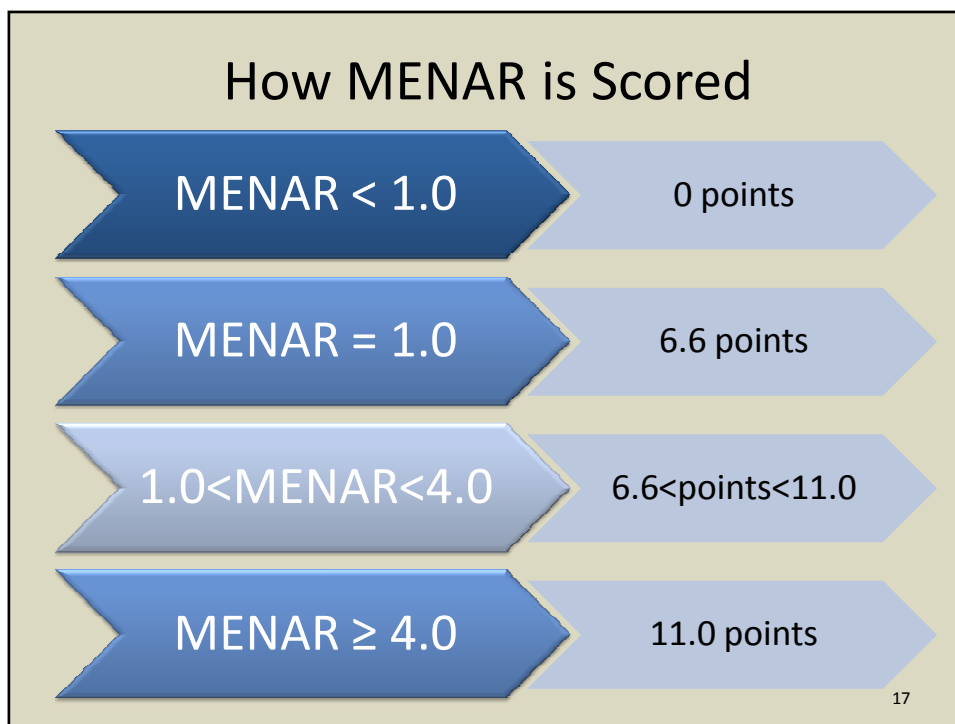 How MENAR is Scored
MENAR < 1.0
0 points
MENAR = 1.0
6.6 points
1.0<MENAR<4.0
6.6<points<11.0
MENAR ≥ 4.0
11.0 points
17